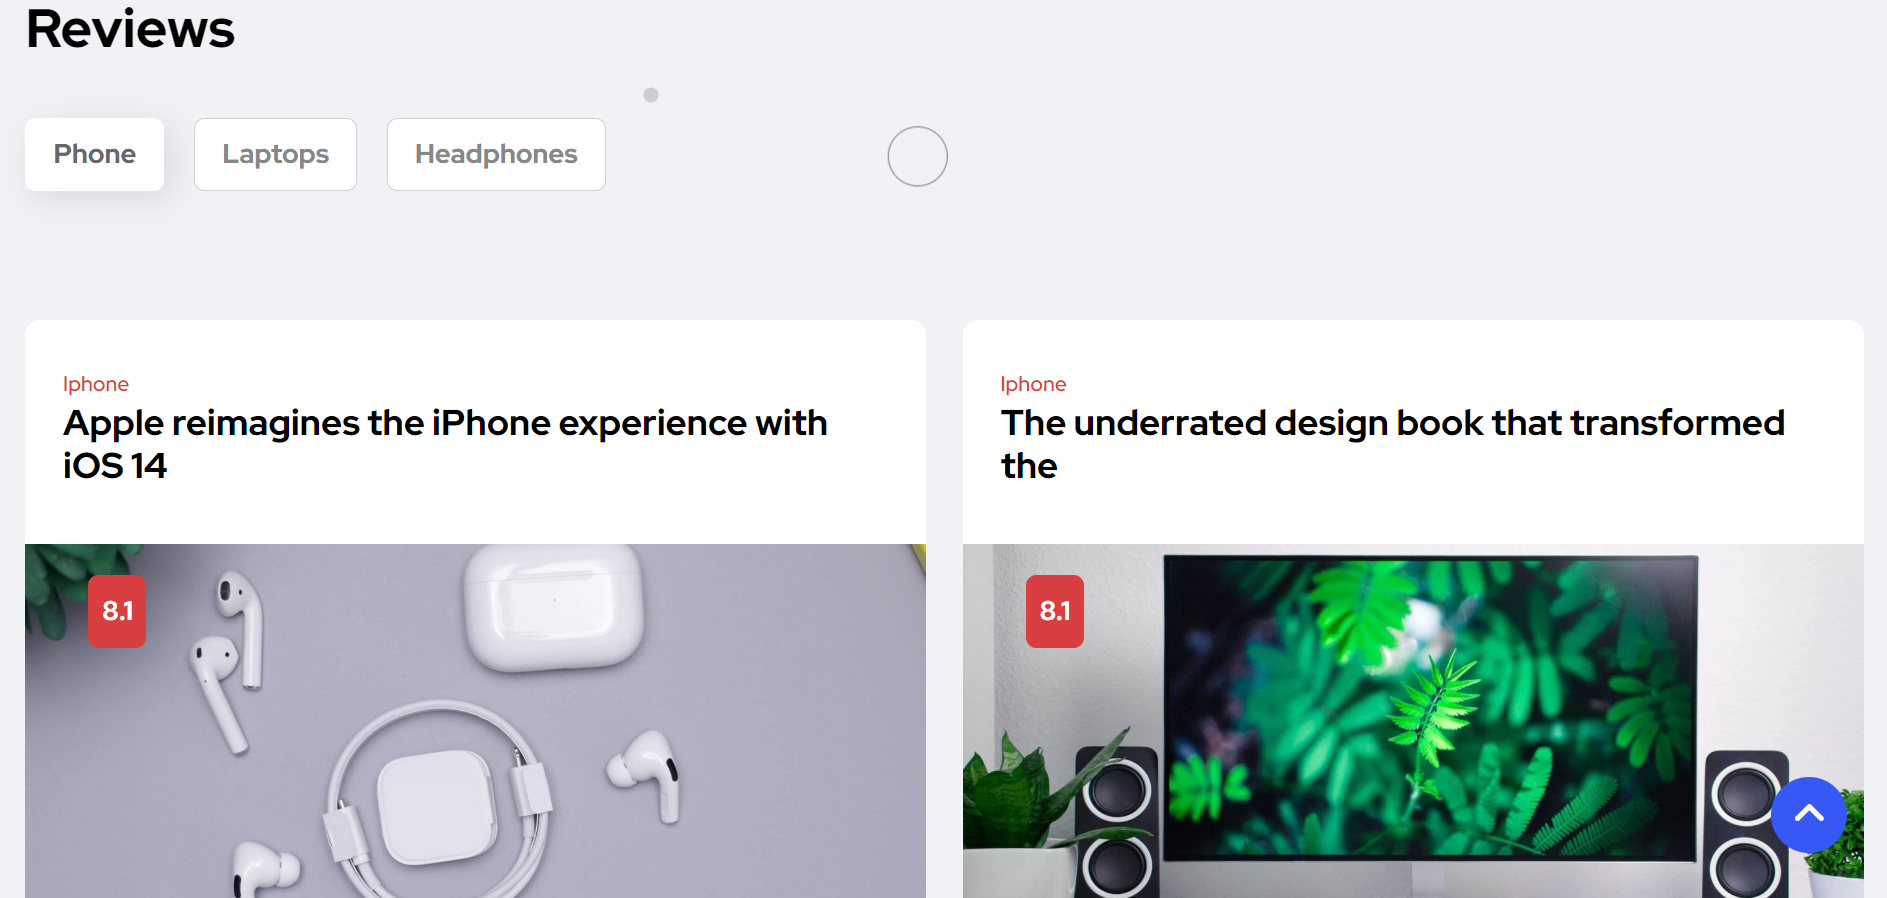 Reviews
Phone
Laptops
Headphones
Iphone
Apple reimagines the iPhone experience with
iOS 14
8.1
Iphone
The underrated design book that transformed
the
8.1